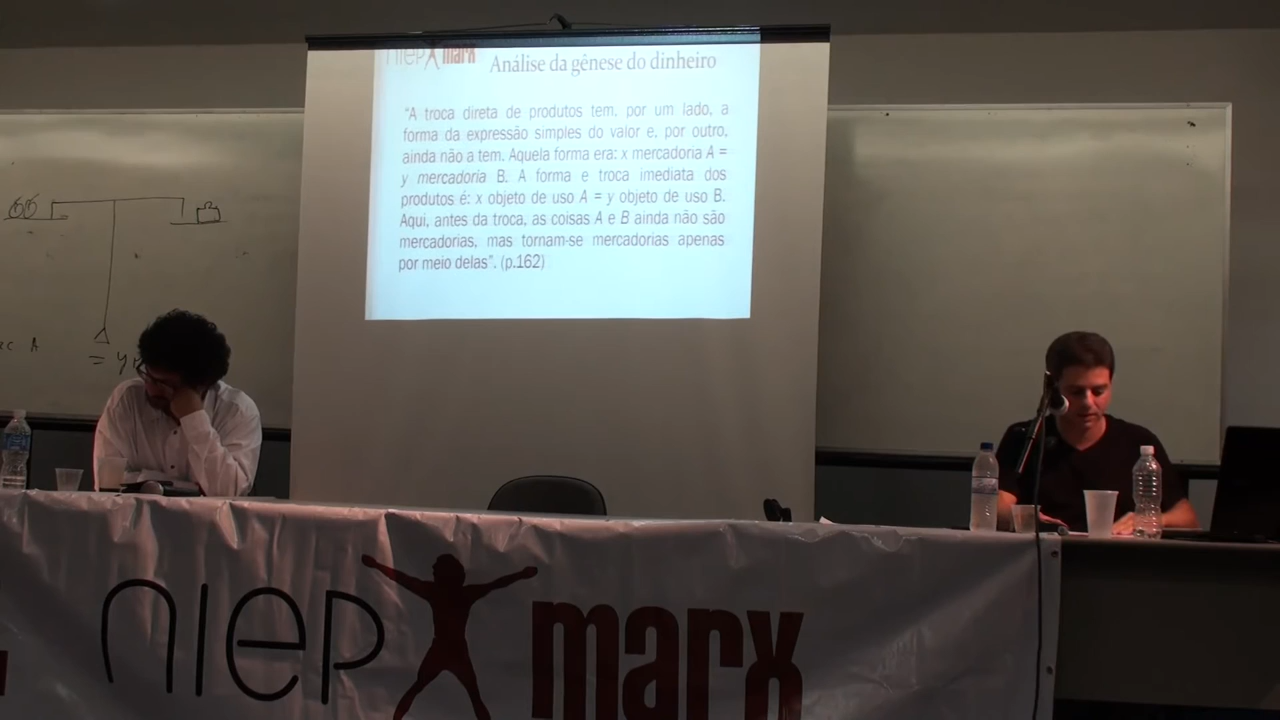 NIEP marx
Análise da gênese do dinheiro
"A troca direta de produtos tem, por um lado, a
forma da expressão simples do valor e, por outro,
ainda não a tem. Aquela forma era: x mercadoria A =
y mercadoria B. A forma e troca imediata dos
produtos é: x objeto de uso A = y objeto de uso B.
Aqui, antes da troca, as coisas A e B ainda não são
mercadorias, mas tornam-se mercadorias apenas
por meio delas". (p.162)
A
= y
NIEP marx